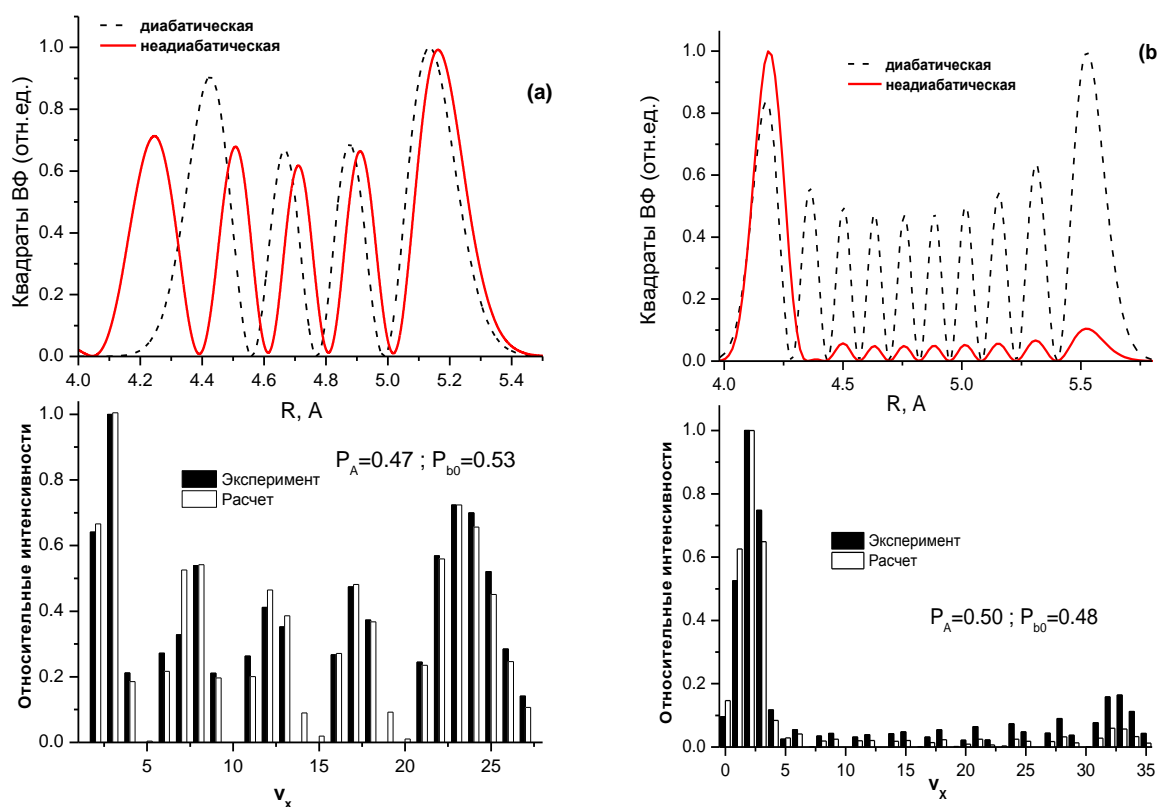 диабатическая
неадиабатическая
(a)
Квадраты ВФ (отн.ед.)
1.0
0.8
0.6
0.4
0.2
0.0
4.0 4.2 4.4 4.6 4.8 5.0 5.2 5.4
R, A
диабатическая
неадиабатическая
(b)
Квадраты ВФ (отн.ед.)
1.0
0.8
0.6
0.4
0.2
0.0
4.0 4.5 5.0 5.5
R, A
P_A=0.47 ; P_b0=0.53
Эксперимент
Расчет
Относительные интенсивности
1.0
0.8
0.6
0.4
0.2
0.0
5 10 15 20 25
v_x
Эксперимент
Расчет
P_A=0.50 ; P_b0=0.48
Относительные интенсивности
1.0
0.8
0.6
0.4
0.2
0.0
0 5 10 15 20 25 30 35
v_x